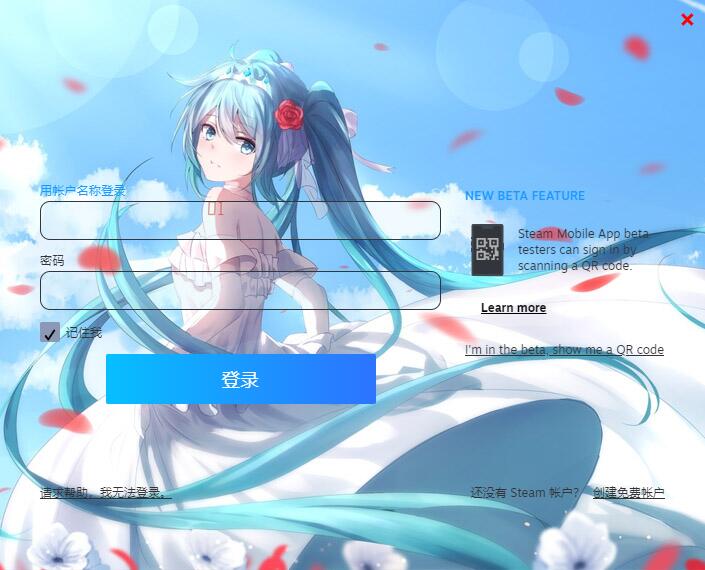 用帐户名称登录
01
密码
记住我
登录
请求帮助，我无法登录。
NEW BETA FEATURE
Steam Mobile App beta
testers can sign in by
scanning a QR code.
Learn more
I'm in the beta, show me a QR code
还没有 Steam 帐户？ 创建免费帐户